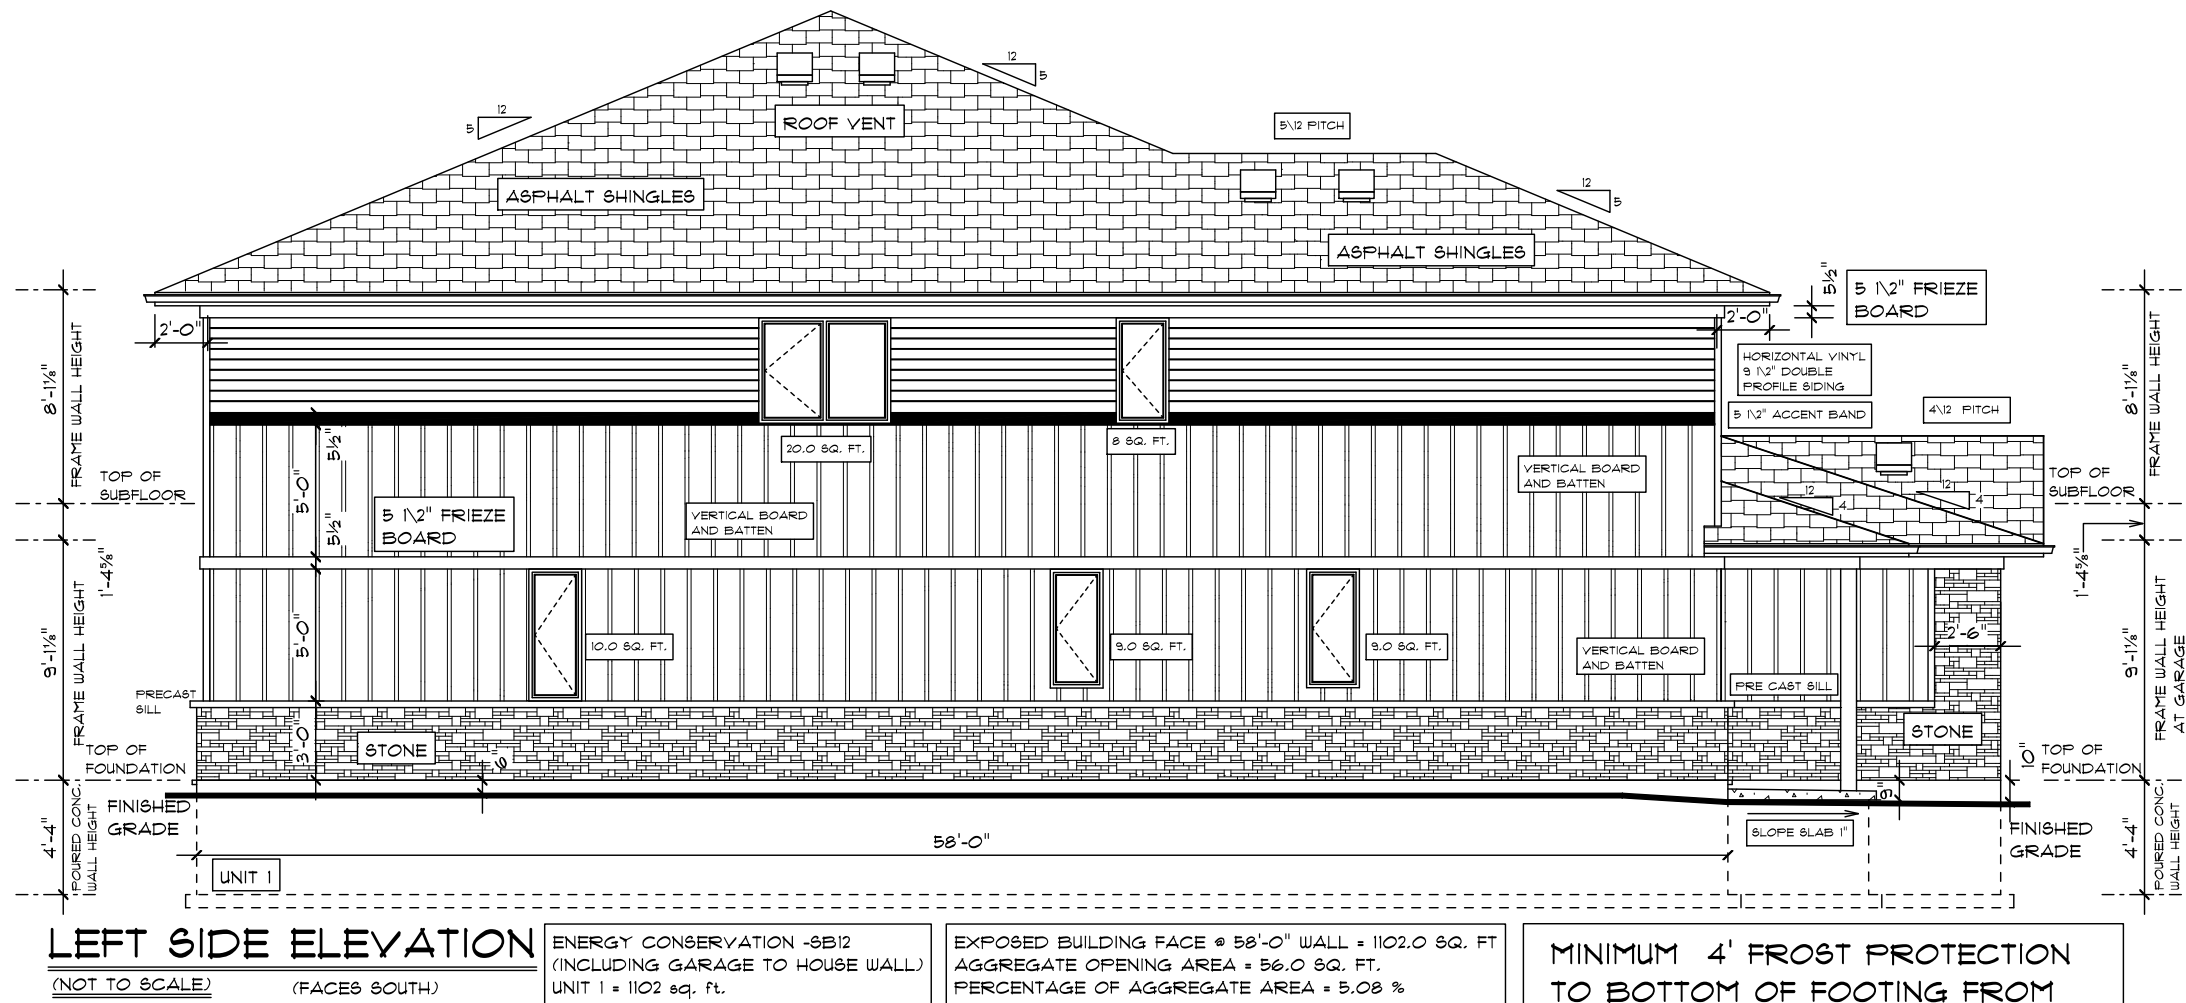 12
5
12
5
ROOF VENT
5\12 PITCH
ASPHALT SHINGLES
12
5
ASPHALT SHINGLES
5½"
5 1\2" FRIEZE
BOARD
2'-0"
2'-0"
8'-1⅛"
FRAME WALL HEIGHT
HORIZONTAL VINYL
9 1\2" DOUBLE
PROFILE SIDING
5 1\2" ACCENT BAND
4\12 PITCH
8'-1⅛"
FRAME WALL HEIGHT
20.0 SQ. FT.
8 SQ. FT.
5½"
5'-0"
5½"
TOP OF
SUBFLOOR
VERTICAL BOARD
AND BATTEN
12
4
12
4
TOP OF
SUBFLOOR
5 1\2" FRIEZE
BOARD
VERTICAL BOARD
AND BATTEN
1'-4⅝"
1'-4⅝"
9'-1⅛"
FRAME WALL HEIGHT
5'-0"
10.0 SQ. FT.
9.0 SQ. FT.
9.0 SQ. FT.
VERTICAL BOARD
AND BATTEN
2'-6"
9'-1⅛"
FRAME WALL HEIGHT
AT GARAGE
PRECAST
SILL
PRE CAST SILL
3'-0"
STONE
6"
STONE
TOP OF
FOUNDATION
10"
TOP OF
FOUNDATION
9"
FINISHED
GRADE
4'-4"
POURED CONC.
WALL HEIGHT
58'-0"
SLOPE SLAB 1"
FINISHED
GRADE
4'-4"
POURED CONC.
WALL HEIGHT
UNIT 1
LEFT SIDE ELEVATION
(NOT TO SCALE) (FACES SOUTH)
ENERGY CONSERVATION -SB12
(INCLUDING GARAGE TO HOUSE WALL)
UNIT 1 = 1102 sq. ft.
EXPOSED BUILDING FACE @ 58'-0" WALL = 1102.0 SQ. FT
AGGREGATE OPENING AREA = 56.0 SQ. FT.
PERCENTAGE OF AGGREGATE AREA = 5.08 %
MINIMUM 4' FROST PROTECTION
TO BOTTOM OF FOOTING FROM